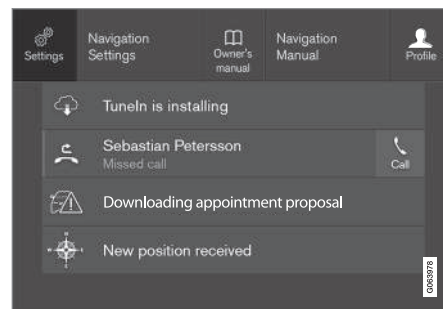 Settings
Navigation
Settings
Owner's
manual
Navigation
Manual
Profile
TuneIn is installing
Sebastian Petersson
Missed call
Call
Downloading appointment proposal
New position received
G063978